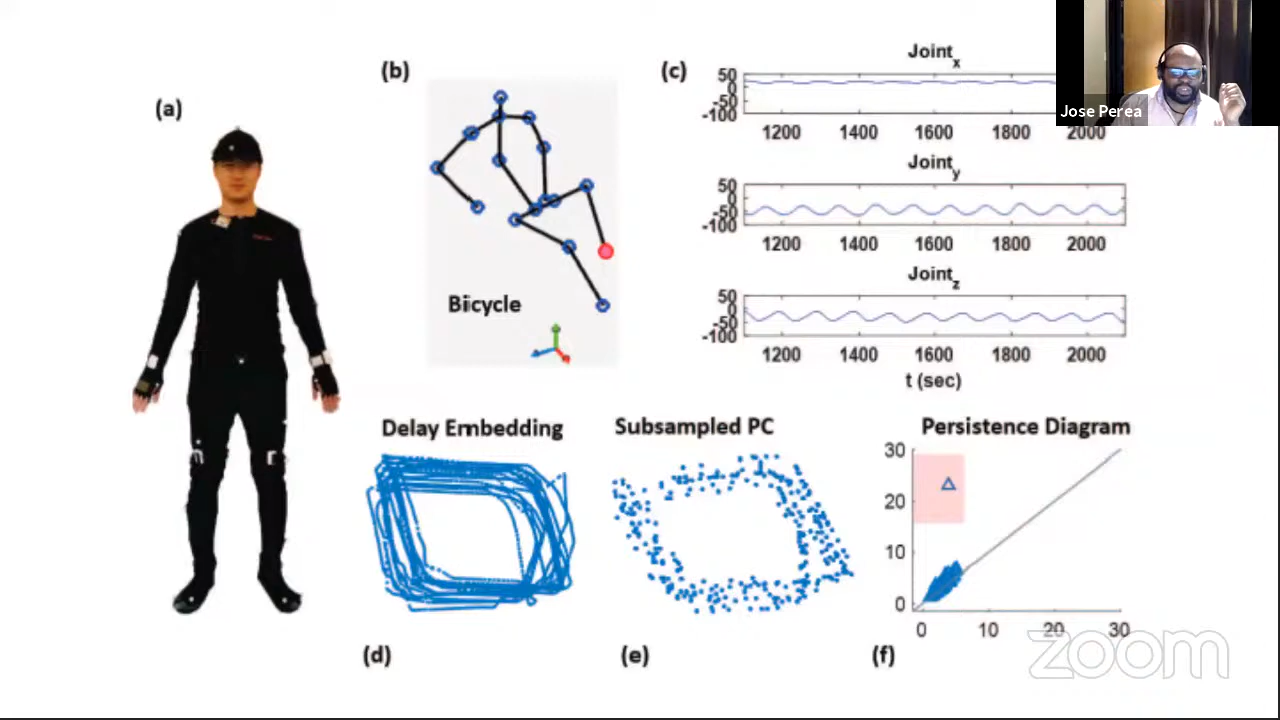 (a)
(b)
Bicycle
(c)
Joint_x
50
0
-50
-100
1200 1400 1600 1800 2000
Joint_y
50
0
-50
-100
1200 1400 1600 1800 2000
Joint_z
50
0
-50
-100
1200 1400 1600 1800 2000
t (sec)
Jose Perea
Delay Embedding
(d)
Subsampled PC
(e)
Persistence Diagram
30
20
10
0
0 10 20 30
(f)
zoom